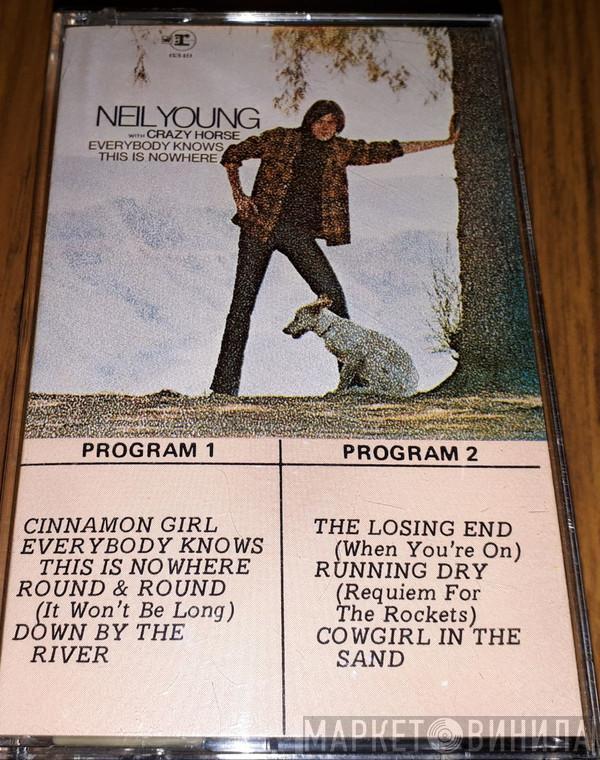 NEIL YOUNG
WITH CRAZY HORSE
EVERYBODY KNOWS
THIS IS NOWHERE
PROGRAM 1
CINNAMON GIRL
EVERYBODY KNOWS
THIS IS NOWHERE
ROUND & ROUND
(It Won't Be Long)
DOWN BY THE
RIVER
PROGRAM 2
THE LOSING END
(When You're On)
RUNNING DRY
(Requiem For
The Rockets)
COWGIRL IN THE
SAND
МАРКЕТ ВИНИЛА